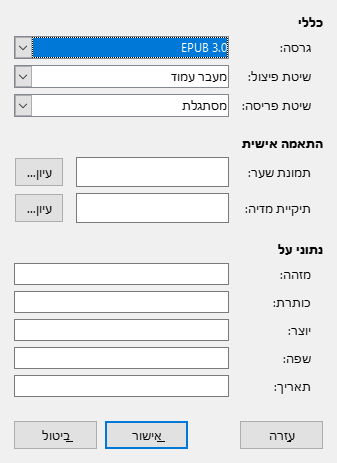 כללי
גרסה: EPUB 3.0
שיטת פיצול: מעבר עמוד
שיטת פריסה: מסתגלת
התאמה אישית
תמונת שער: עיון...
תיקיית מדיה: עיון...
נתוני על
מזהה:
כותרת:
יוצר:
שפה:
תאריך:
עזרה אישור ביטול